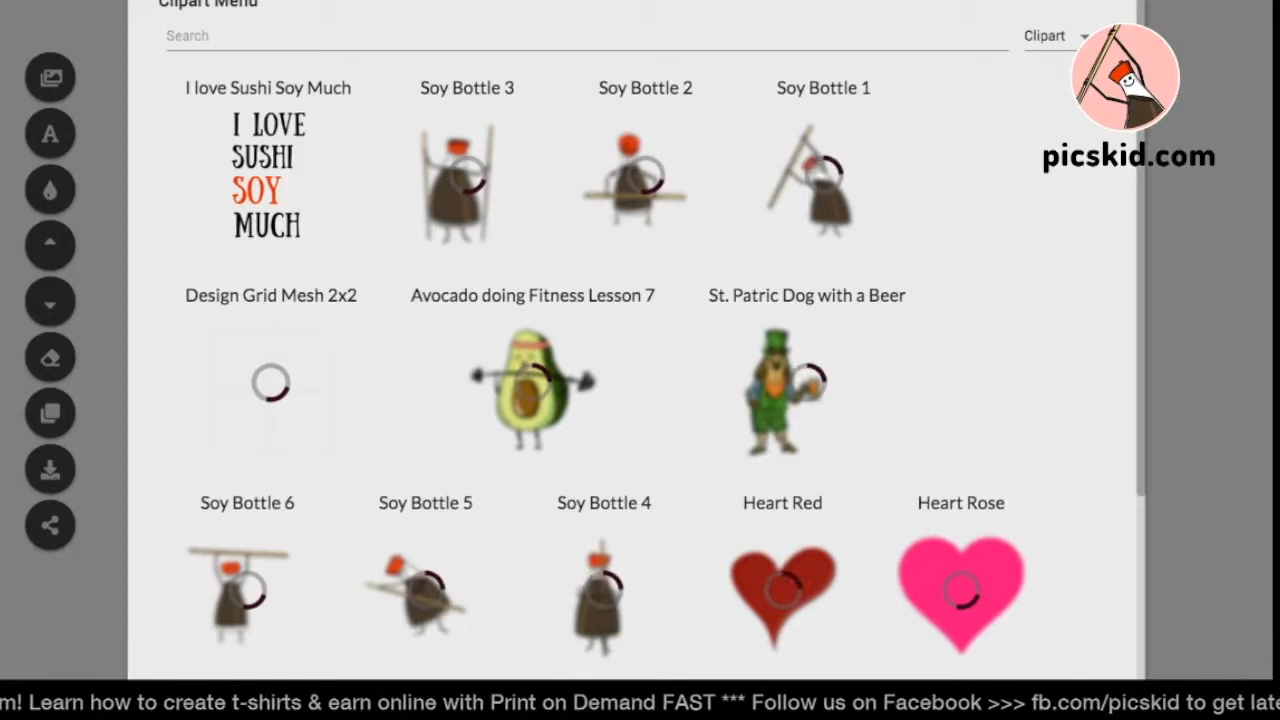 Clipart Menu
Search
Clipart
I love Sushi Soy Much
Soy Bottle 3
Soy Bottle 2
Soy Bottle 1
I LOVE
SUSHI
SOY
MUCH
picskid.com
Design Grid Mesh 2x2
Avocado doing Fitness Lesson 7
St. Patric Dog with a Beer
Soy Bottle 6
Soy Bottle 5
Soy Bottle 4
Heart Red
Heart Rose
m! Learn how to create t-shirts & earn online with Print on Demand FAST *** Follow us on Facebook >>> fb.com/picskid to get late